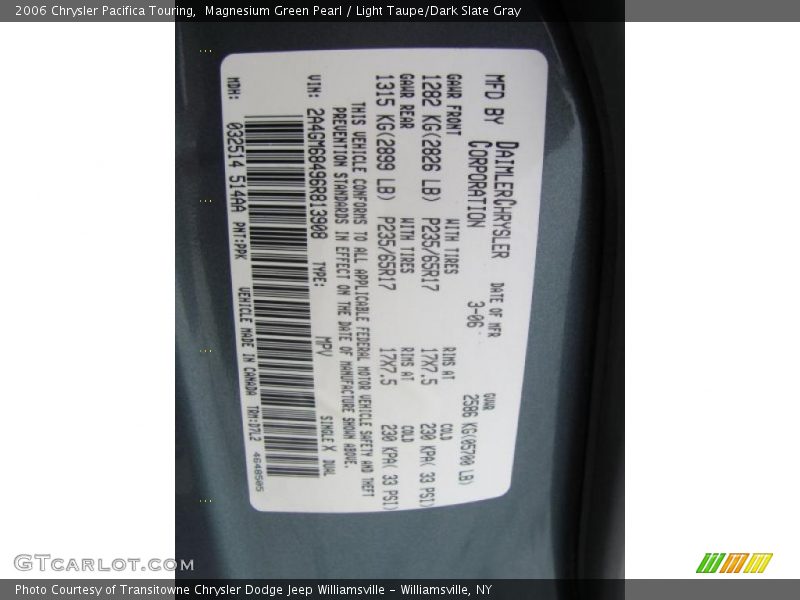 2006 Chrysler Pacifica Touring,  Magnesium Green Pearl / Light Taupe/Dark Slate Gray
MFD BY DAIMLERCHRYSLER CORPORATION
DATE OF MFR
3-06
GVWR
2586 KG(05700 LB)
GAWR FRONT WITH TIRES RIMS AT COLD
1282 KG(2826 LB) P235/65R17 17X7.5 230 KPA( 33 PSI)
GAWR REAR WITH TIRES RIMS AT COLD
1315 KG(2899 LB) P235/65R17 17X7.5 230 KPA( 33 PSI)
THIS VEHICLE CONFORMS TO ALL APPLICABLE FEDERAL MOTOR VEHICLE SAFETY AND THEFT
PREVENTION STANDARDS IN EFFECT ON THE DATE OF MANUFACTURE SHOWN ABOVE.
VIN: 2A4GM68496R813908 TYPE: MPV SINGLE X DUAL
MDH: 032514 514AA PNT:PPK VEHICLE MADE IN CANADA TRM:D7L2 4648505
GTcarlot.com
Photo Courtesy of Transitowne Chrysler Dodge Jeep Williamsville - Williamsville, NY